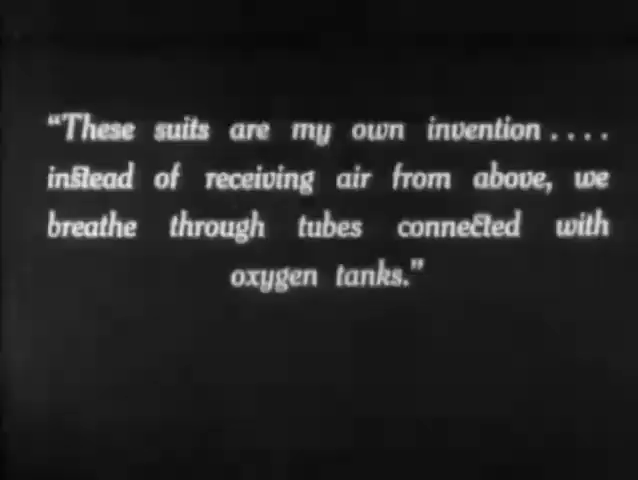 “These suits are my own invention....
instead of receiving air from above, we
breathe through tubes connected with
oxygen tanks.”